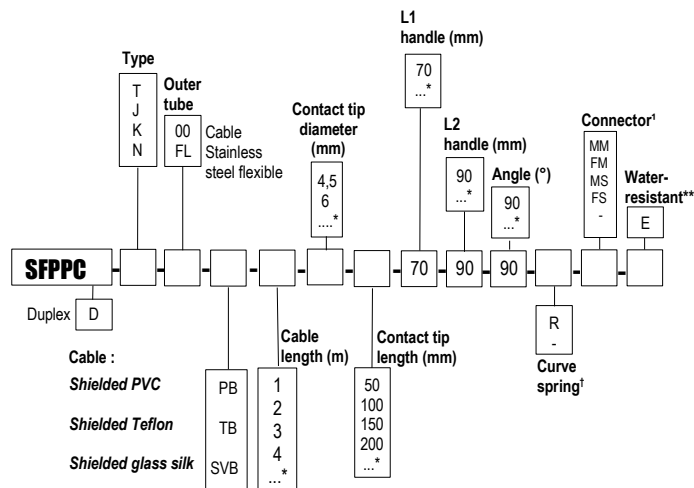 L1
handle (mm)
70
...*
Type
T
J
K
N
Outer
tube
00
FL
Cable
Stainless
steel flexible
Contact tip
diameter
(mm)
4,5
6
....*
L2
handle (mm)
90
...*
Angle (°)
90
...*
Connector¹
MM
FM
MS
FS
-
Water-
resistant**
E
SFPPC - - - - - - - 70 - 90 - 90 - - -
Duplex D
Cable :
Shielded PVC PB
Shielded Teflon TB
Shielded glass silk SVB
Cable
length (m)
1
2
3
4
...*
Contact tip
length (mm)
50
100
150
200
...*
R
-
Curve
spring†